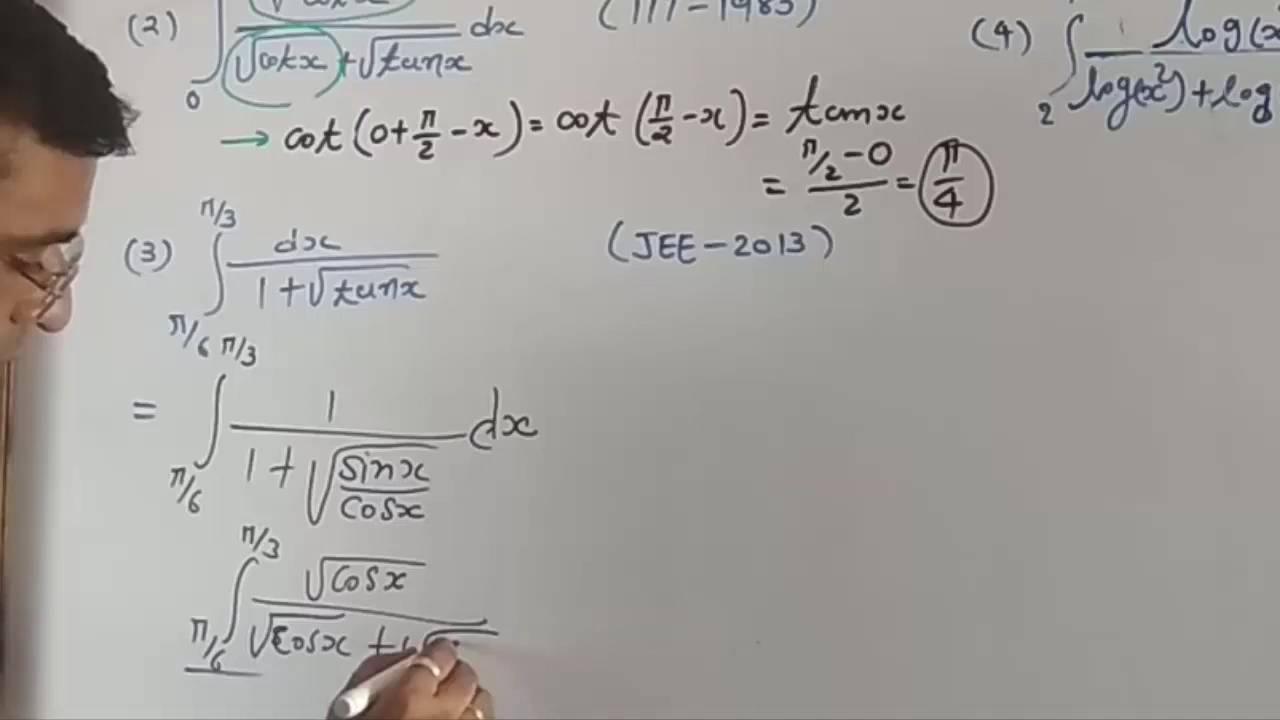 (2) ∫₀ √cotx / (√cotx + √tanx) dx (IIT-1983)
→ cot(0+π/2-x) = cot(π/2-x) = tanx
= (π/2-0)/2 = π/4
(3) ∫_{π/6}^{π/3} dx / (1+√tanx) (JEE-2013)
= ∫_{π/6}^{π/3} 1 / (1+√(sinx/cosx)) dx
∫_{π/6}^{π/3} √cosx / (√cosx + √
(4) ∫₂ log(x / log(x²)+log